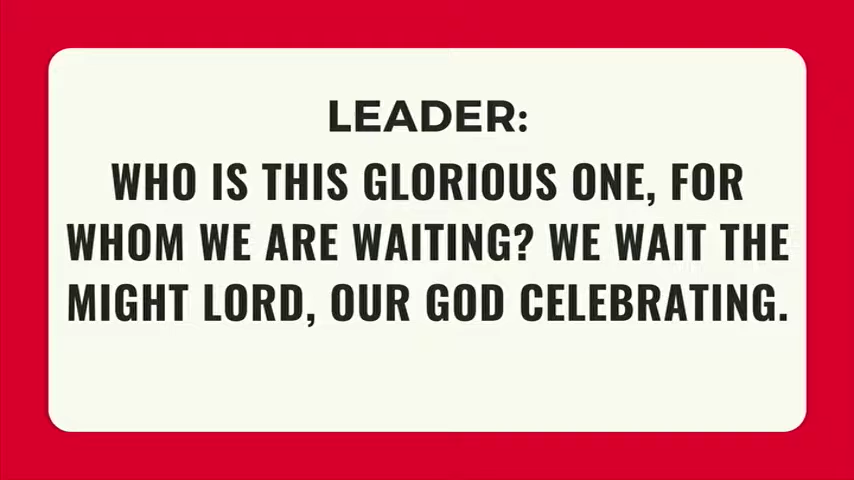 LEADER:
WHO IS THIS GLORIOUS ONE, FOR
WHOM WE ARE WAITING? WE WAIT THE
MIGHT LORD, OUR GOD CELEBRATING.